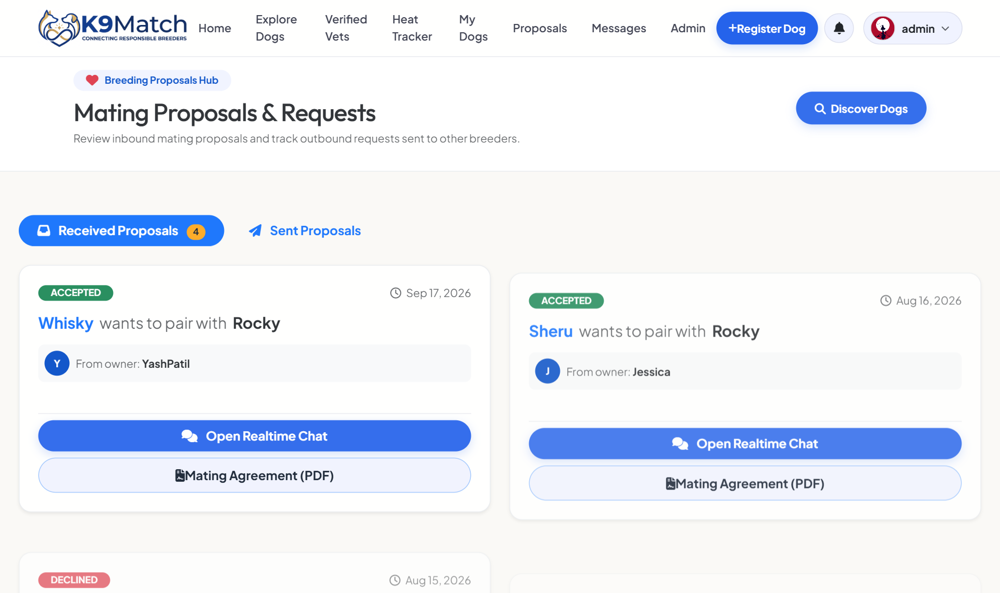 K9Match
CONNECTING RESPONSIBLE BREEDERS
Home
Explore
Dogs
Verified
Vets
Heat
Tracker
My
Dogs
Proposals
Messages
Admin
+Register Dog
admin
Breeding Proposals Hub
Mating Proposals & Requests
Review inbound mating proposals and track outbound requests sent to other breeders.
Discover Dogs
Received Proposals 4
Sent Proposals
ACCEPTED
Sep 17, 2026
Whisky wants to pair with Rocky
Y
From owner: YashPatil
Open Realtime Chat
Mating Agreement (PDF)
ACCEPTED
Aug 16, 2026
Sheru wants to pair with Rocky
J
From owner: Jessica
Open Realtime Chat
Mating Agreement (PDF)
DECLINED
Aug 15, 2026